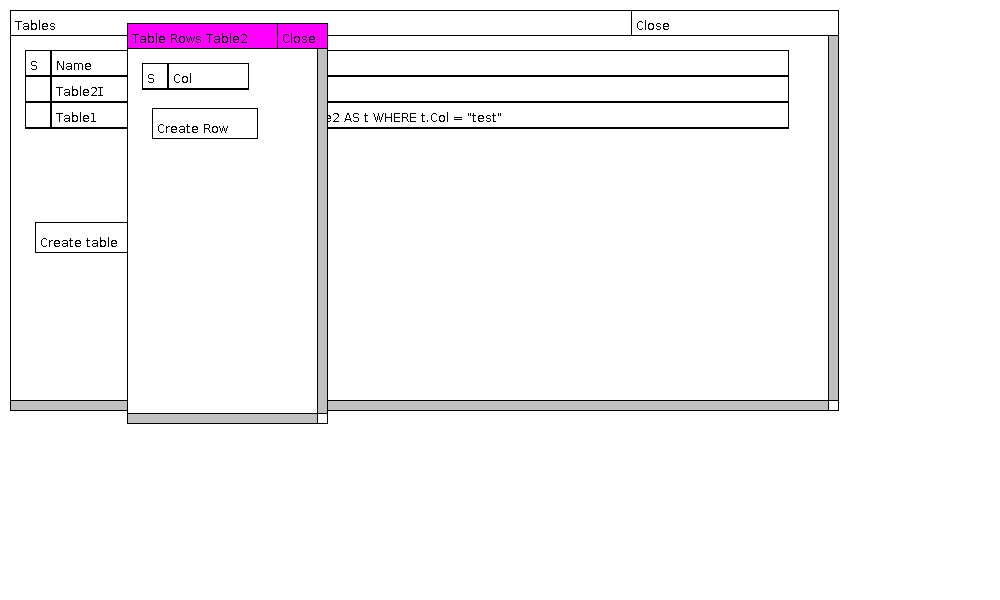 Tables
Close
Table Rows Table2
Close
S Name
S Col
Table2I
Table1
e2 AS t WHERE t.Col = "test"
Create Row
Create table